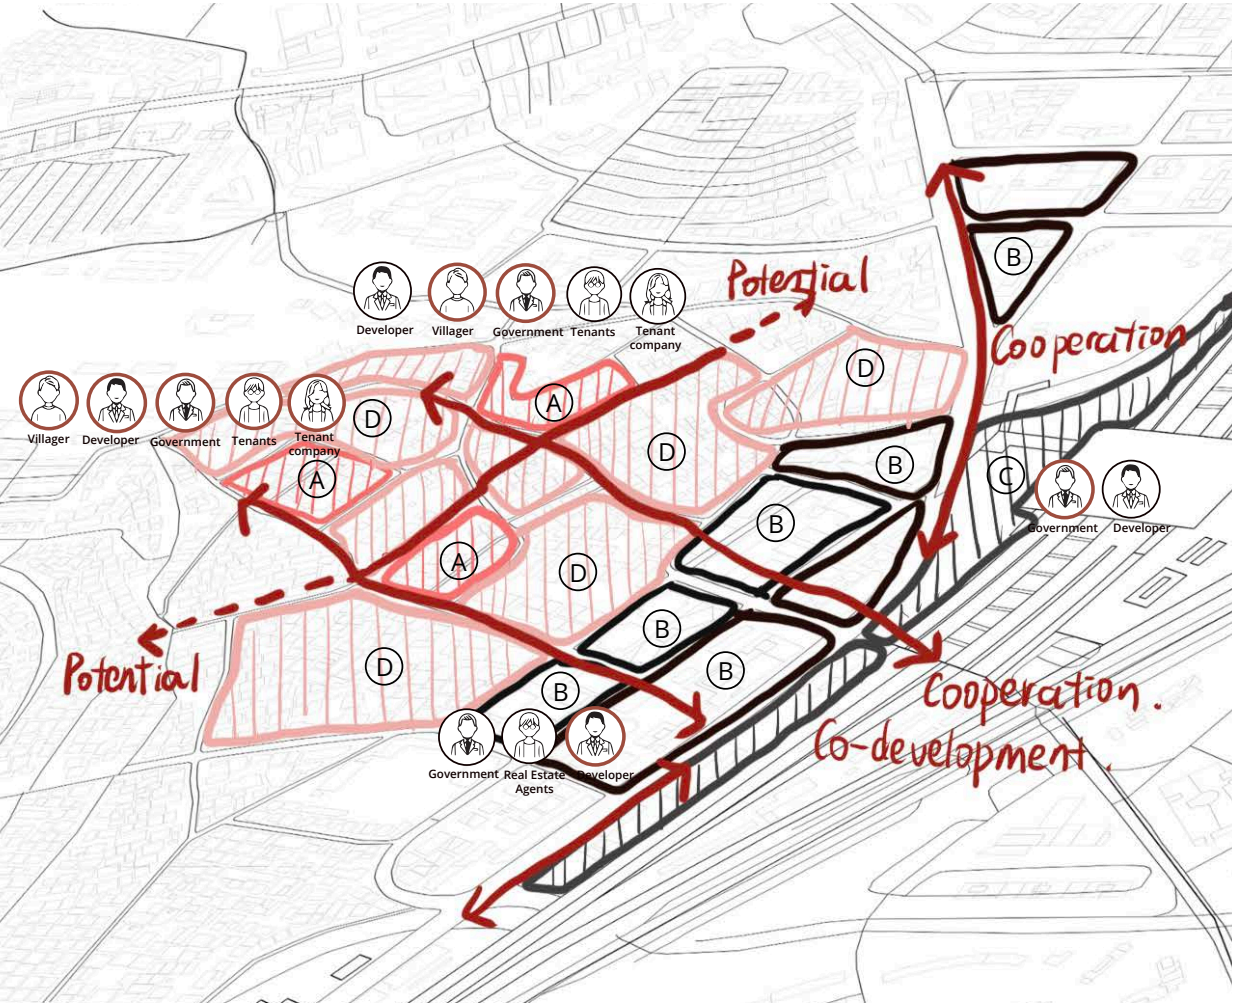 B
Potential
Developer
Villager
Government
Tenants
Tenant
company
Cooperation
D
A
Villager
Developer
Government
Tenants
Tenant
company
D
D
A
B
C
Government
Developer
B
A
D
B
D
B
B
Potential
Cooperation.
Co-development.
Government
Real Estate
Agents
Developer